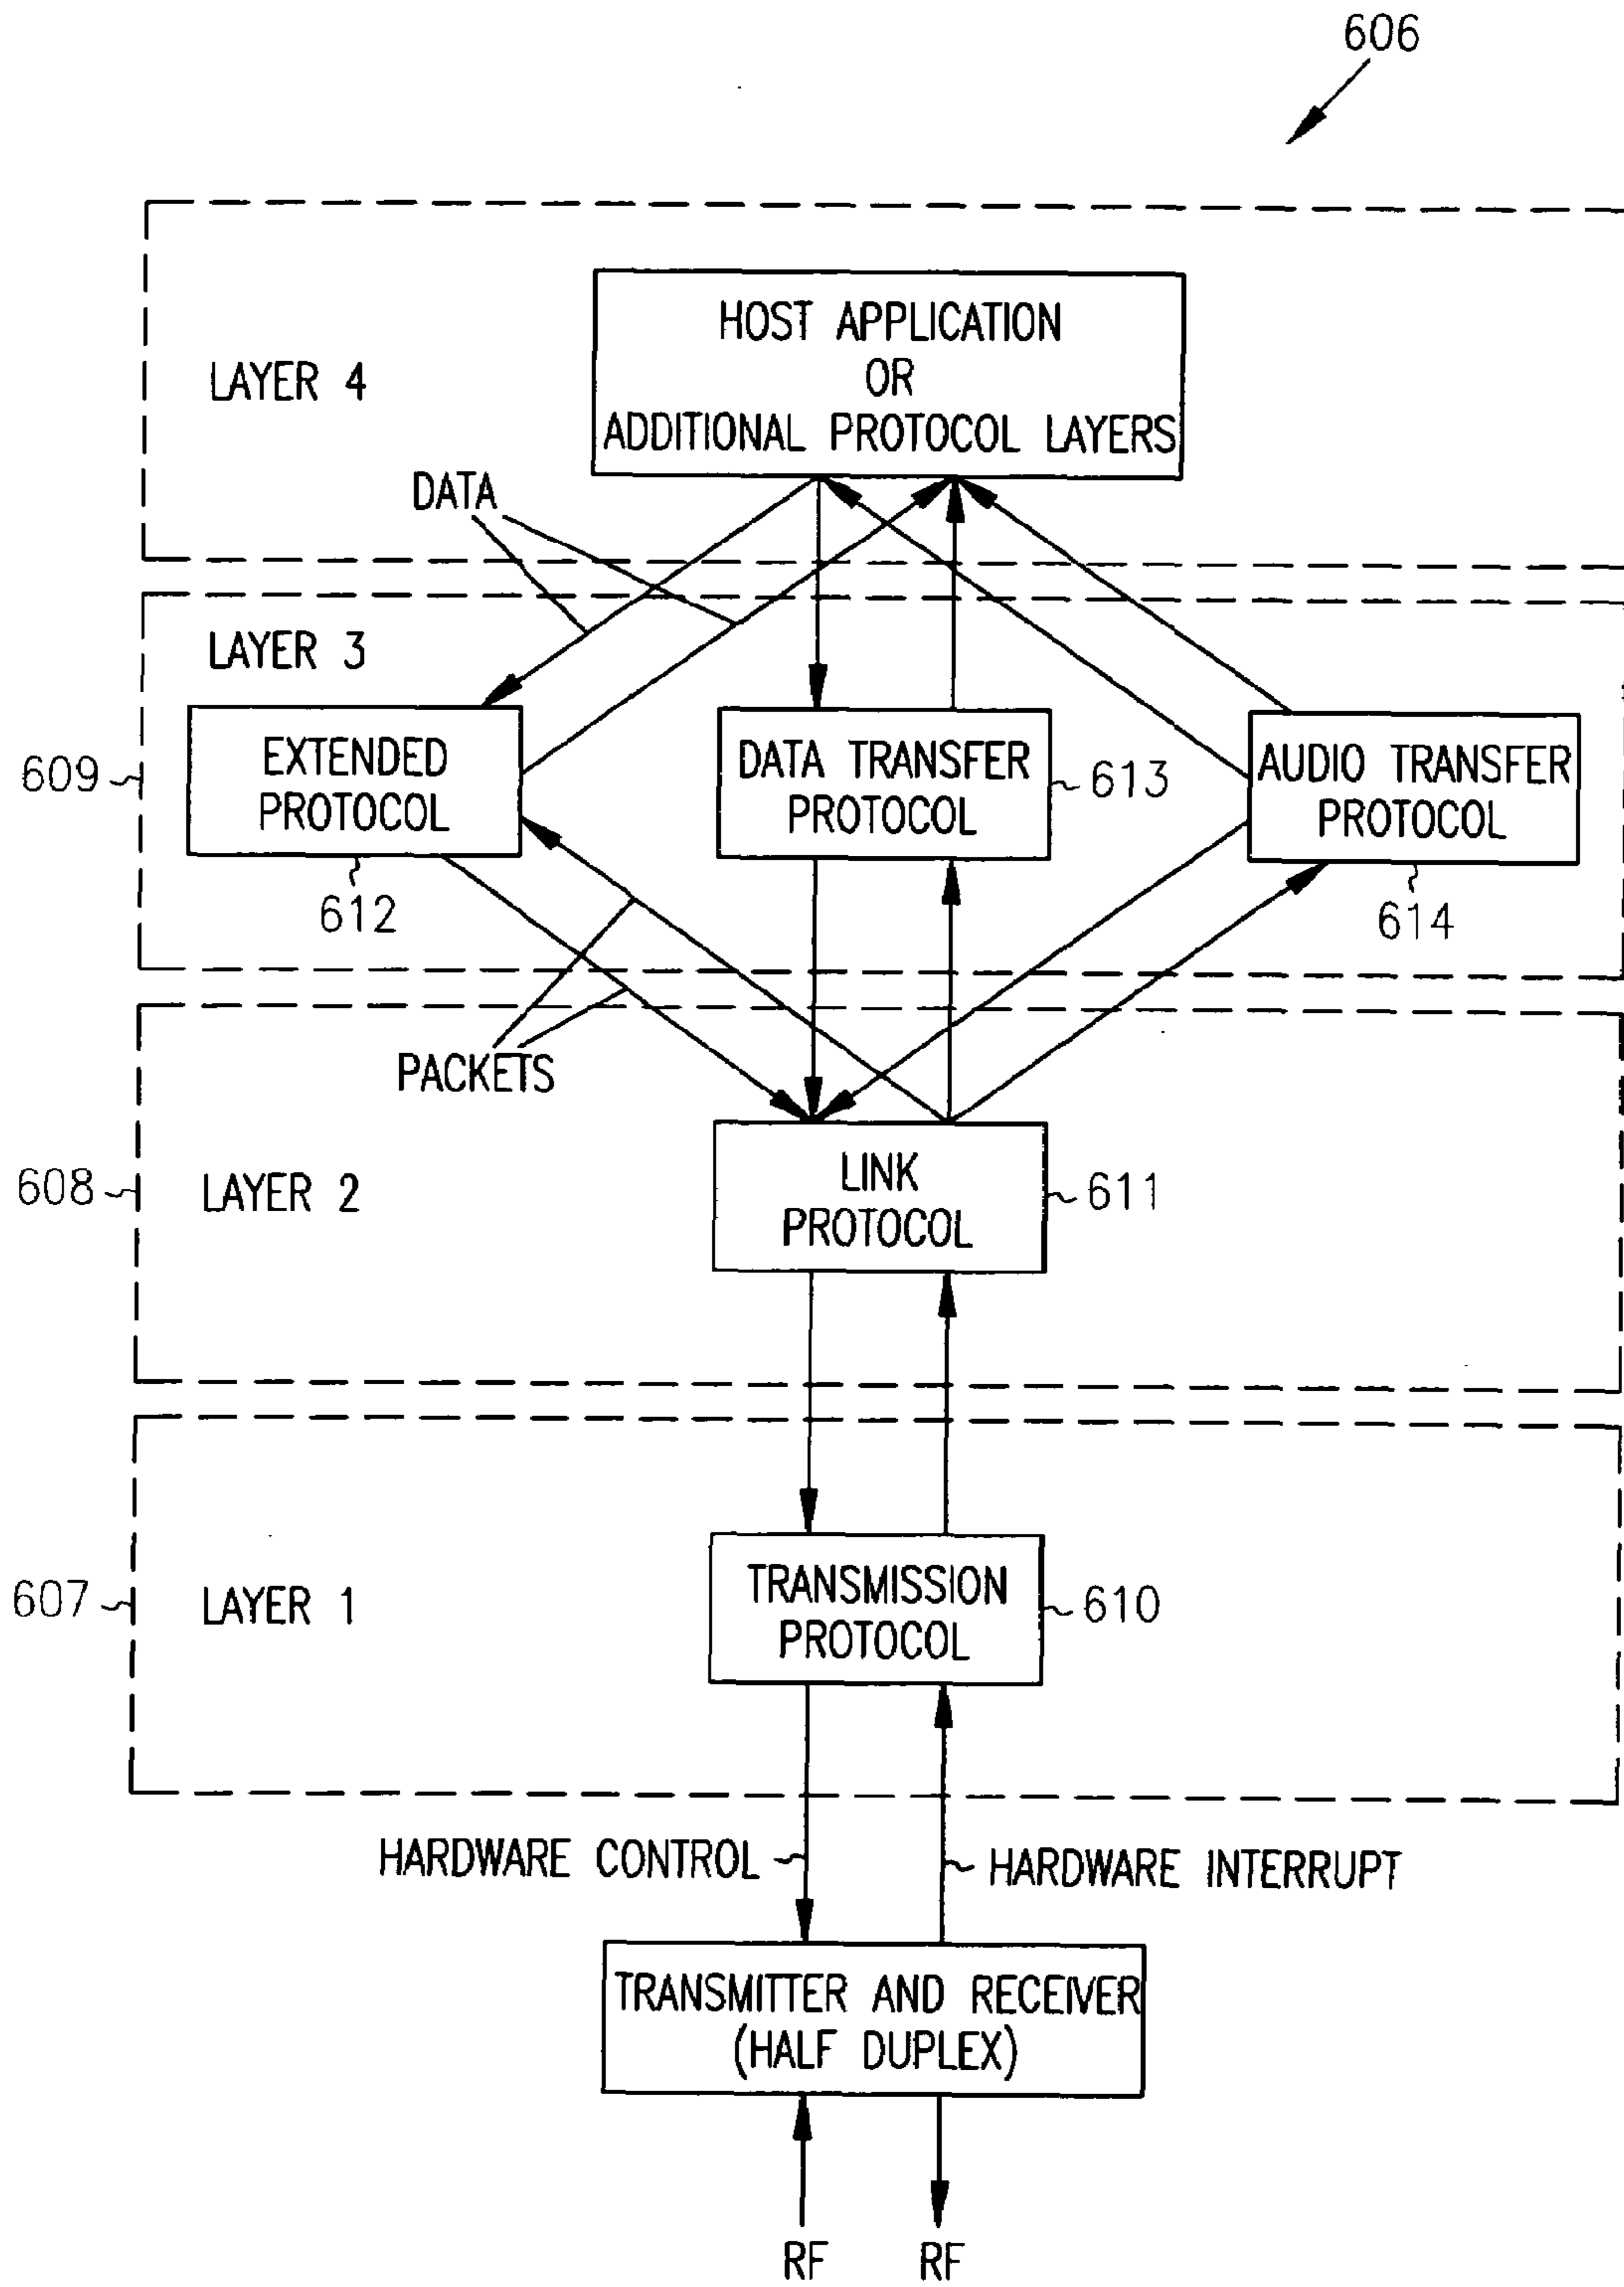 606
HOST APPLICATION
OR
ADDITIONAL PROTOCOL LAYERS
LAYER 4
DATA
LAYER 3
609
EXTENDED
PROTOCOL
612
DATA TRANSFER
PROTOCOL
613
AUDIO TRANSFER
PROTOCOL
614
PACKETS
608
LAYER 2
LINK
PROTOCOL
611
607
LAYER 1
TRANSMISSION
PROTOCOL
610
HARDWARE CONTROL
HARDWARE INTERRUPT
TRANSMITTER AND RECEIVER
(HALF DUPLEX)
RF
RF